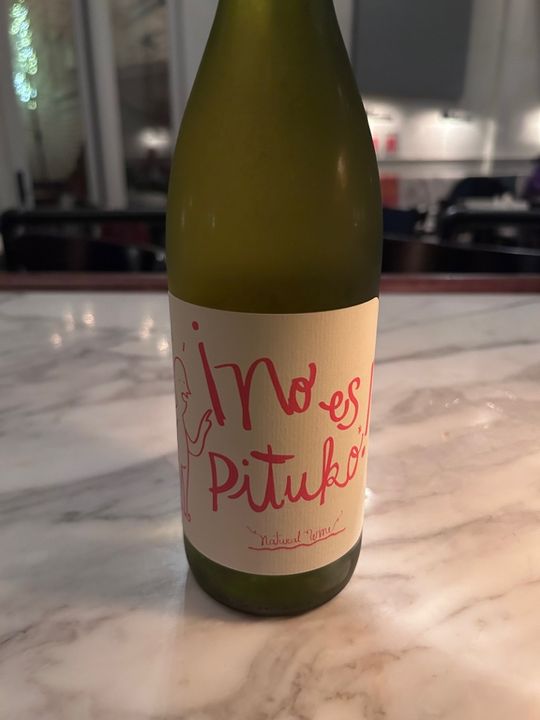 ¡No es
Pituko!
"Natural Wine"